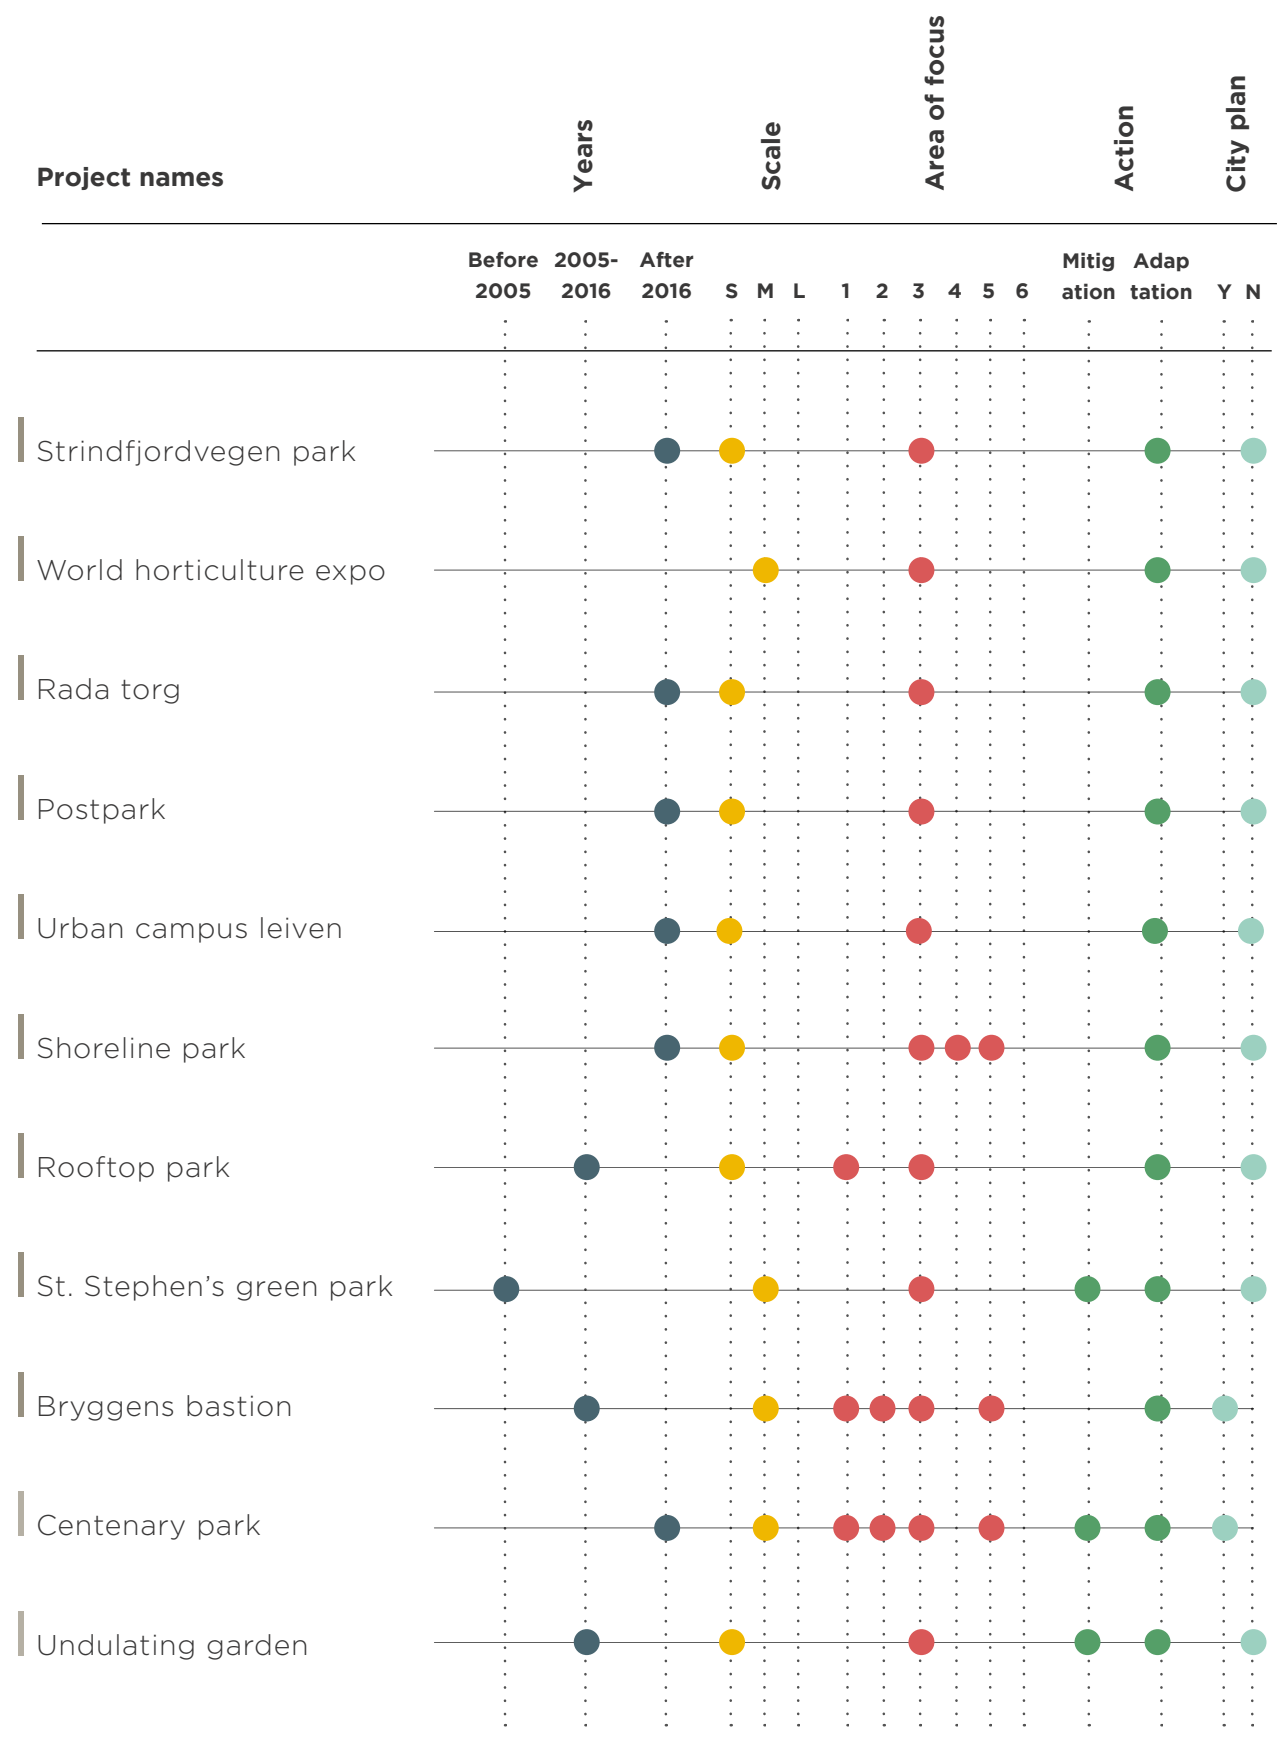 Project names
Years
Scale
Area of focus
Action
City plan
Before 2005- After Mitig Adap
2005 2016 2016 S M L 1 2 3 4 5 6 ation tation Y N
Strindfjordvegen park
World horticulture expo
Rada torg
Postpark
Urban campus leiven
Shoreline park
Rooftop park
St. Stephen’s green park
Bryggens bastion
Centenary park
Undulating garden